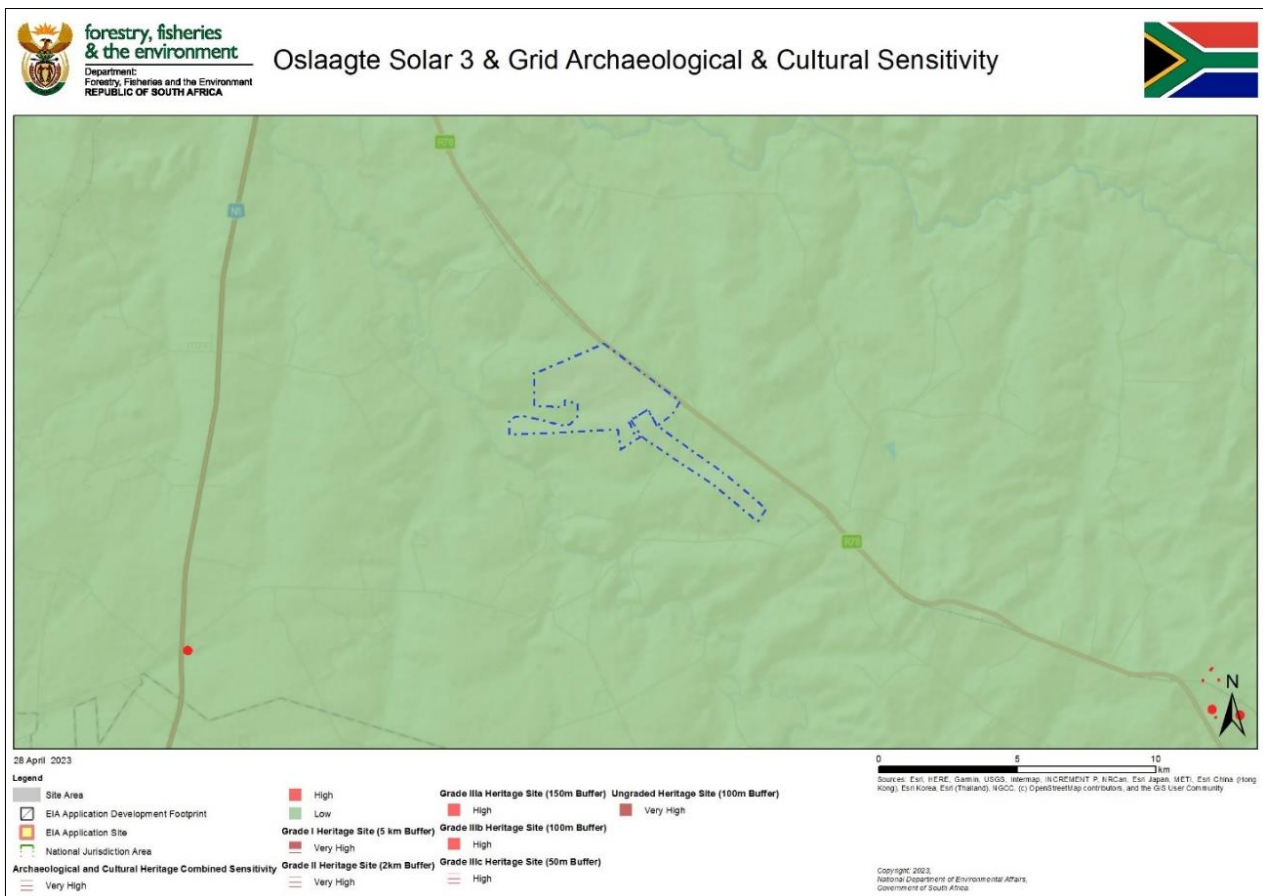 forestry, fisheries
& the environment
Department:
Forestry, Fisheries and the Environment
REPUBLIC OF SOUTH AFRICA
Oslaagte Solar 3 & Grid Archaeological & Cultural Sensitivity
N1
R76
N
28 April 2023
Legend
Site Area
EIA Application Development Footprint
EIA Application Site
National Jurisdiction Area
Archaeological and Cultural Heritage Combined Sensitivity
Very High
High
Low
Grade I Heritage Site (5 km Buffer)
Very High
Grade II Heritage Site (2km Buffer)
Very High
Grade IIIa Heritage Site (150m Buffer)
High
Grade IIIb Heritage Site (100m Buffer)
High
Grade IIIc Heritage Site (50m Buffer)
High
Ungraded Heritage Site (100m Buffer)
Very High
0 5 10
km
Sources: Esri, HERE, Garmin, USGS, Intermap, INCREMENT P, NRCan, Esri Japan, METI, Esri China (Hong
Kong), Esri Korea, Esri (Thailand), NGCC, (c) OpenStreetMap contributors, and the GIS User Community
Copyright: 2023,
National Department of Environmental Affairs,
Government of South Africa.